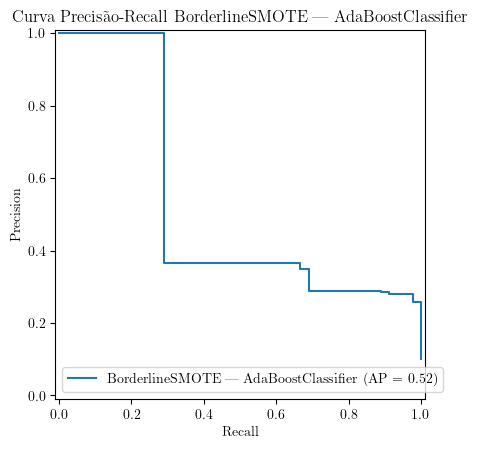 Curva Precisão-Recall BorderlineSMOTE — AdaBoostClassifier
1.0
0.8
0.6
0.4
0.2
0.0
Precision
BorderlineSMOTE — AdaBoostClassifier (AP = 0.52)
0.0 0.2 0.4 0.6 0.8 1.0
Recall